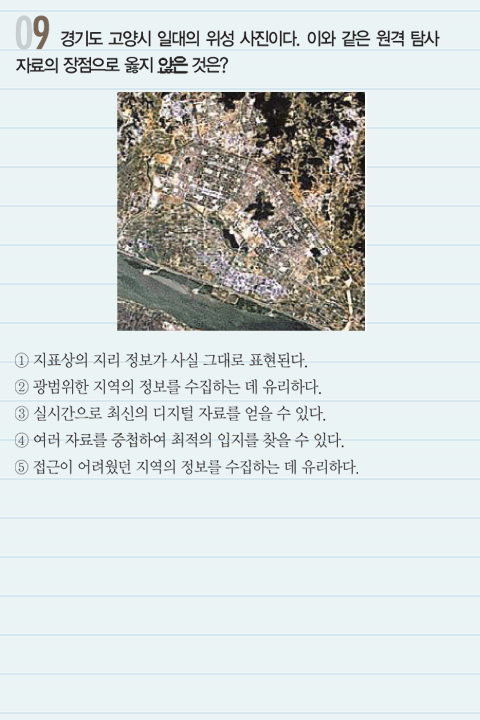 09 경기도 고양시 일대의 위성 사진이다. 이와 같은 원격 탐사
자료의 장점으로 옳지 않은 것은?
① 지표상의 지리 정보가 사실 그대로 표현된다.
② 광범위한 지역의 정보를 수집하는 데 유리하다.
③ 실시간으로 최신의 디지털 자료를 얻을 수 있다.
④ 여러 자료를 중첩하여 최적의 입지를 찾을 수 있다.
⑤ 접근이 어려웠던 지역의 정보를 수집하는 데 유리하다.